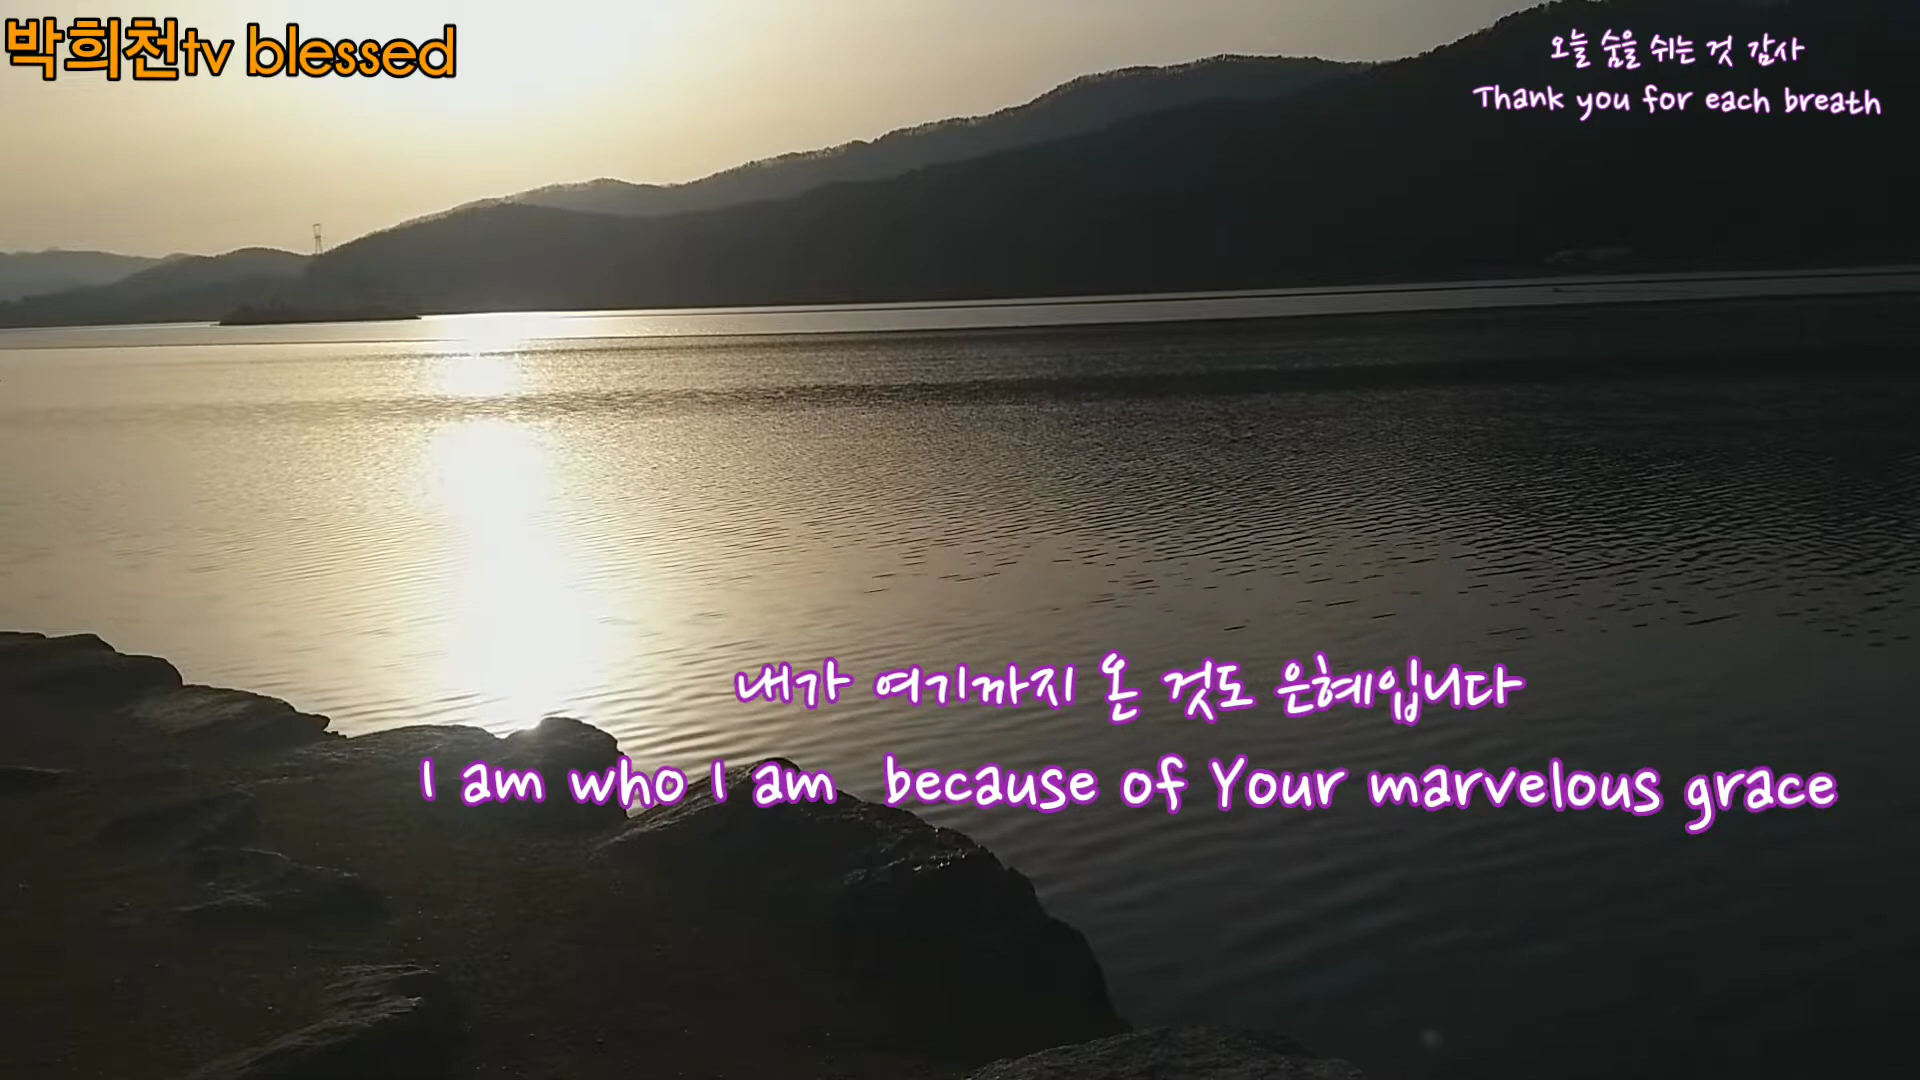 박희천tv blessed
오늘 숨을 쉬는 것 감사
Thank you for each breath
내가 여기까지 온 것도 은혜입니다
I am who I am because of Your marvelous grace